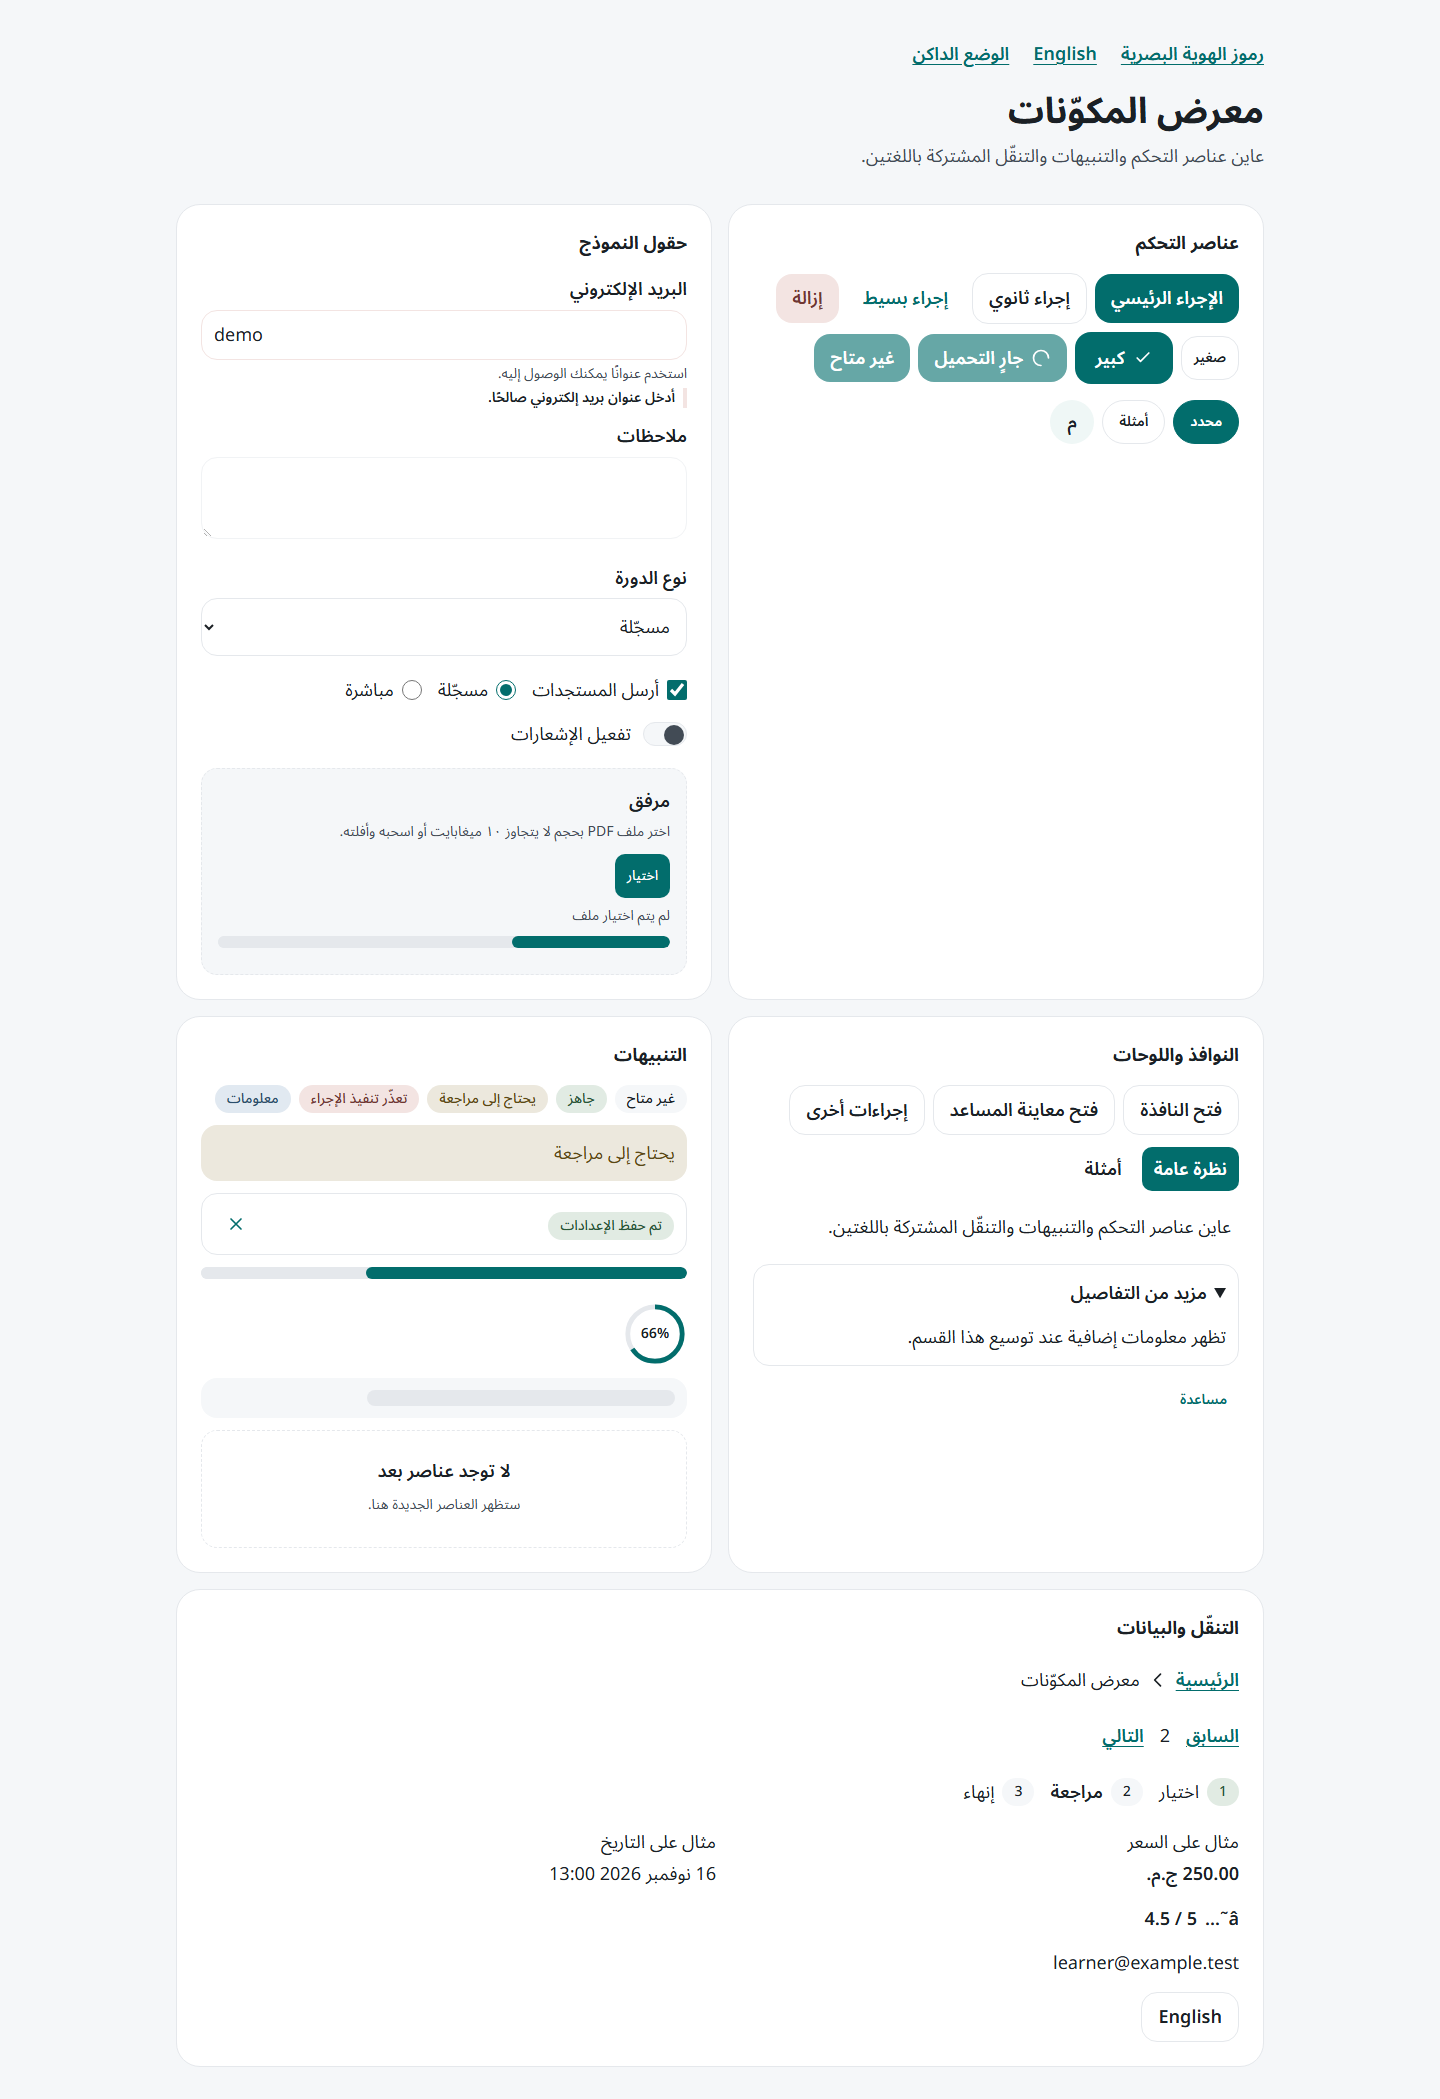 رموز الهوية البصرية English الوضع الداكن
معرض المكوّنات
عاين عناصر التحكم والتنبيهات والتنقّل المشتركة باللغتين.
عناصر التحكم
الإجراء الرئيسي إجراء ثانوي إجراء بسيط إزالة
صغير كبير جارٍ التحميل غير متاح
محدد أمثلة م
حقول النموذج
البريد الإلكتروني
demo
استخدم عنوانًا يمكنك الوصول إليه.
أدخل عنوان بريد إلكتروني صالحًا.
ملاحظات
نوع الدورة
مسجّلة
أرسل المستجدات مسجّلة مباشرة
تفعيل الإشعارات
مرفق
اختر ملف PDF بحجم لا يتجاوز ١٠ ميغابايت أو اسحبه وأفلته.
اختيار
لم يتم اختيار ملف
النوافذ واللوحات
فتح النافذة فتح معاينة المساعد إجراءات أخرى
نظرة عامة أمثلة
عاين عناصر التحكم والتنبيهات والتنقّل المشتركة باللغتين.
مزيد من التفاصيل
تظهر معلومات إضافية عند توسيع هذا القسم.
مساعدة
التنبيهات
غير متاح جاهز يحتاج إلى مراجعة تعذّر تنفيذ الإجراء معلومات
يحتاج إلى مراجعة
تم حفظ الإعدادات
66%
لا توجد عناصر بعد
ستظهر العناصر الجديدة هنا.
التنقّل والبيانات
الرئيسية معرض المكوّنات
السابق 2 التالي
1 اختيار 2 مراجعة 3 إنهاء
مثال على السعر
250.00 ج.م.
مثال على التاريخ
16 نوفمبر 2026 13:00
â˜… 4.5 / 5
learner@example.test
English